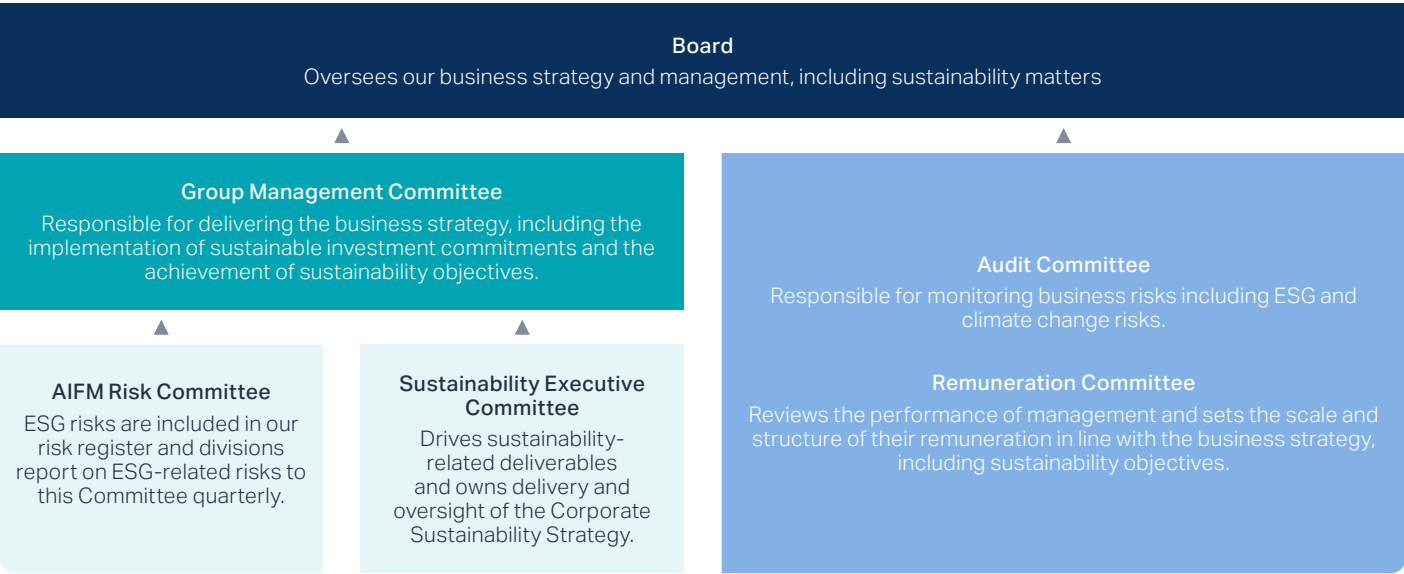 Board
Oversees our business strategy and management, including sustainability matters
Group Management Committee
Responsible for delivering the business strategy, including the
implementation of sustainable investment commitments and the
achievement of sustainability objectives.
AIFM Risk Committee
ESG risks are included in our
risk register and divisions
report on ESG-related risks to
this Committee quarterly.
Sustainability Executive
Committee
Drives sustainability-
related deliverables
and owns delivery and
oversight of the Corporate
Sustainability Strategy.
Audit Committee
Responsible for monitoring business risks including ESG and
climate change risks.
Remuneration Committee
Reviews the performance of management and sets the scale and
structure of their remuneration in line with the business strategy,
including sustainability objectives.